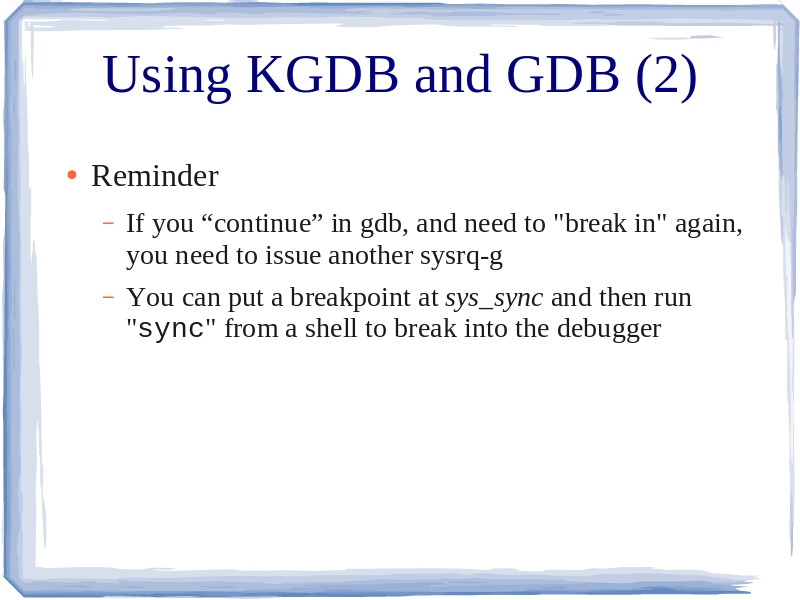 Using KGDB and GDB (2)
• Reminder
– If you “continue” in gdb, and need to "break in" again,
you need to issue another sysrq-g
– You can put a breakpoint at sys_sync and then run
"sync" from a shell to break into the debugger